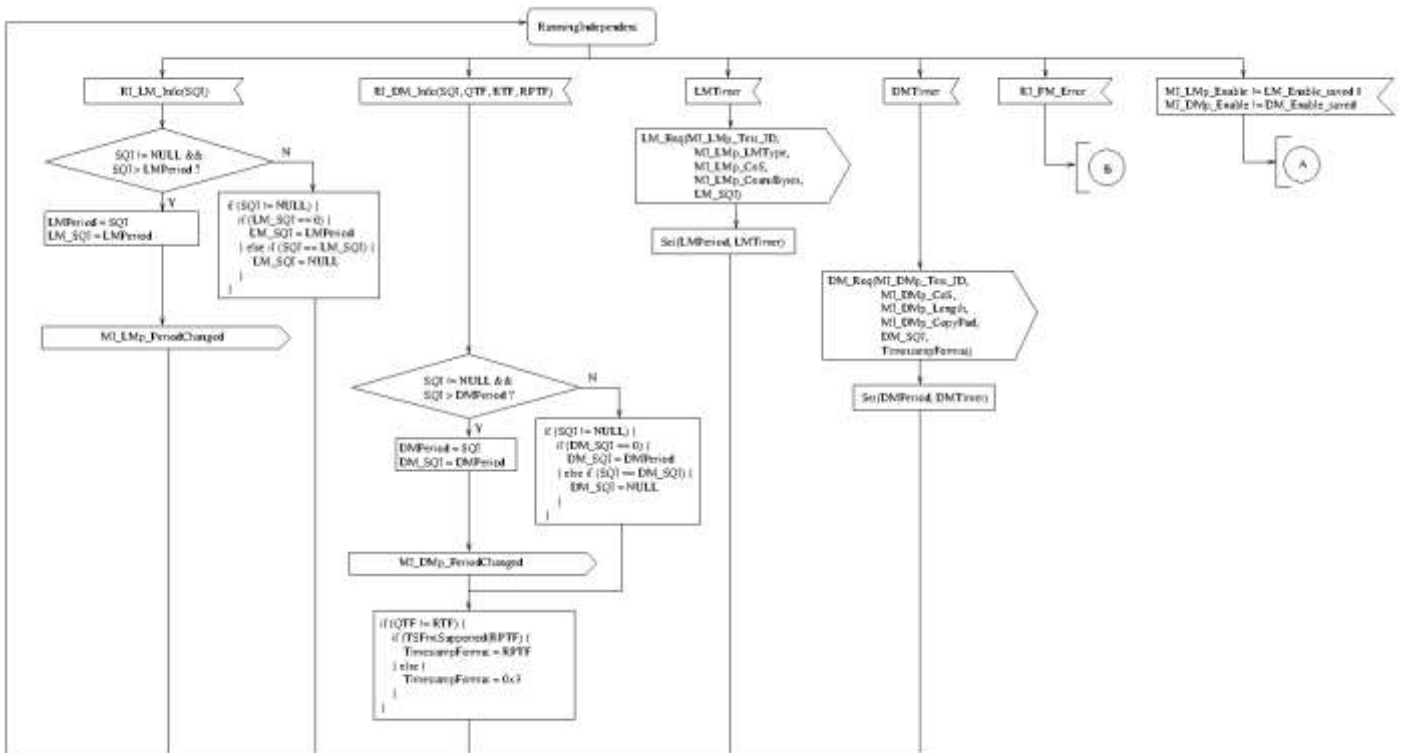 RunningIndependent
RI_LM_Info(SQI)
RI_DM_Info(SQI, QTF, RTF, RPTF)
LMTimer
DMTimer
RI_PM_Error
MI_LMp_Enable != LM_Enable_saved ||
MI_DMp_Enable != DM_Enable_saved
SQI != NULL &&
SQI > LMPeriod ?
N
Y
LMPeriod = SQI
LM_SQI = LMPeriod
if (SQI != NULL) {
if (LM_SQI == 0) {
LM_SQI = LMPeriod
} else if (SQI == LM_SQI) {
LM_SQI = NULL
}
}
MI_LMp_PeriodChanged
LM_Req(MI_LMp_Test_ID,
MI_LMp_LMType,
MI_LMp_CoS,
MI_LMp_CountBytes,
LM_SQI)
Set(LMPeriod, LMTimer)
B
A
DM_Req(MI_DMp_Test_ID,
MI_DMp_CoS,
MI_DMp_Length,
MI_DMp_CopyPad,
DM_SQI,
TimestampFormat)
Set(DMPeriod, DMTimer)
SQI != NULL &&
SQI > DMPeriod ?
N
Y
DMPeriod = SQI
DM_SQI = DMPeriod
if (SQI != NULL) {
if (DM_SQI == 0) {
DM_SQI = DMPeriod
} else if (SQI == DM_SQI) {
DM_SQI = NULL
}
}
MI_DMp_PeriodChanged
if (QTF != RTF) {
if (TSFmtSupported(RPTF) {
TimestampFormat = RPTF
} else {
TimestampFormat = 0x3
}
}